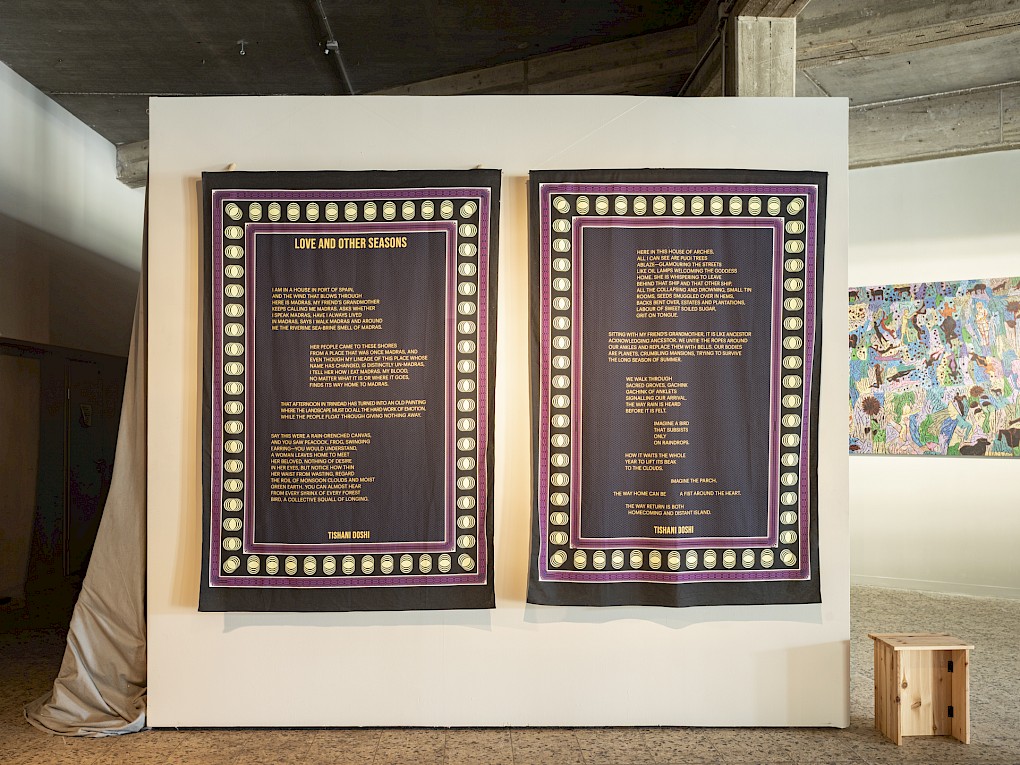 LOVE AND OTHER SEASONS
I AM IN A HOUSE IN PORT OF SPAIN,
AND THE WIND THAT BLOWS THROUGH
HERE IS MADRAS. MY FRIEND'S GRANDMOTHER
KEEPS CALLING ME MADRAS. ASKS WHETHER
I SPEAK MADRAS, HAVE I ALWAYS LIVED
IN MADRAS, SAYS I WALK MADRAS AND AROUND
ME THE RIVERINE SEA-BRINE SMELL OF MADRAS.
HER PEOPLE CAME TO THESE SHORES
FROM A PLACE THAT WAS ONCE MADRAS, AND
EVEN THOUGH MY LINEAGE OF THIS PLACE WHOSE
NAME HAS CHANGED, IS DISTINCTLY UN-MADRAS,
I TELL HER HOW I EAT MADRAS, MY BLOOD,
NO MATTER WHAT IT IS OR WHERE IT GOES,
FINDS ITS WAY HOME TO MADRAS.
THAT AFTERNOON IN TRINIDAD HAS TURNED INTO AN OLD PAINTING
WHERE THE LANDSCAPE MUST DO ALL THE HARD WORK OF EMOTION,
WHILE THE PEOPLE FLOAT THROUGH GIVING NOTHING AWAY.
SAY THIS WERE A RAIN-DRENCHED CANVAS,
AND YOU SAW PEACOCK, FROG, SWINGING
EARRING—YOU WOULD UNDERSTAND,
A WOMAN LEAVES HOME TO MEET
HER BELOVED. NOTHING OF DESIRE
IN HER EYES, BUT NOTICE HOW THIN
HER WAIST FROM WASTING, REGARD
THE ROIL OF MONSOON CLOUDS AND MOIST
GREEN EARTH. YOU CAN ALMOST HEAR
FROM EVERY SHRINK OF EVERY FOREST
BIRD, A COLLECTIVE SQUALL OF LONGING.
TISHANI DOSHI
HERE IN THIS HOUSE OF ARCHES,
ALL I CAN SEE ARE PUOI TREES
ABLAZE—GLAMOURING THE STREETS
LIKE OIL LAMPS WELCOMING THE GODDESS
HOME. SHE IS WHISPERING TO LEAVE
BEHIND THAT SHIP AND THAT OTHER SHIP,
ALL THE COLLAPSING AND DROWNING, SMALL TIN
ROOMS, SEEDS SMUGGLED OVER IN HEMS,
BACKS BENT OVER, ESTATES AND PLANTATIONS,
LABOUR OF SWEET SOILED SUGAR,
GRIT ON TONGUE.
SITTING WITH MY FRIEND'S GRANDMOTHER, IT IS LIKE ANCESTOR
ACKNOWLEDGING ANCESTOR. WE UNTIE THE ROPES AROUND
OUR ANKLES AND REPLACE THEM WITH BELLS. OUR BODIES
ARE PLANETS, CRUMBLING MANSIONS, TRYING TO SURVIVE
THE LONG SEASON OF SUMMER.
WE WALK THROUGH
SACRED GROVES, GACHINK
GACHINK OF ANKLETS
SIGNALLING OUR ARRIVAL,
THE WAY RAIN IS HEARD
BEFORE IT IS FELT.
IMAGINE A BIRD
THAT SUBSISTS
ONLY
ON RAINDROPS.
HOW IT WAITS THE WHOLE
YEAR TO LIFT ITS BEAK
TO THE CLOUDS.
IMAGINE THE PARCH.
THE WAY HOME CAN BE A FIST AROUND THE HEART.
THE WAY RETURN IS BOTH
HOMECOMING AND DISTANT ISLAND.
TISHANI DOSHI